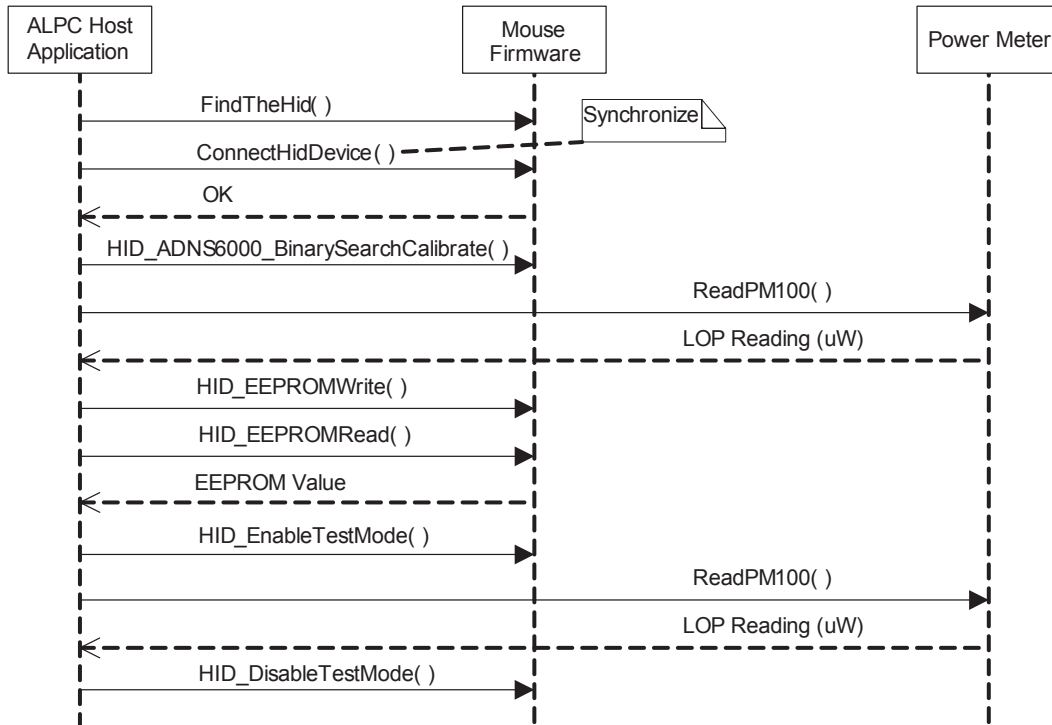 ALPC Host
Application
Mouse
Firmware
Power Meter
FindTheHid( )
Synchronize
ConnectHidDevice( )
OK
HID_ADNS6000_BinarySearchCalibrate( )
ReadPM100( )
LOP Reading (uW)
HID_EEPROMWrite( )
HID_EEPROMRead( )
EEPROM Value
HID_EnableTestMode( )
ReadPM100( )
LOP Reading (uW)
HID_DisableTestMode( )